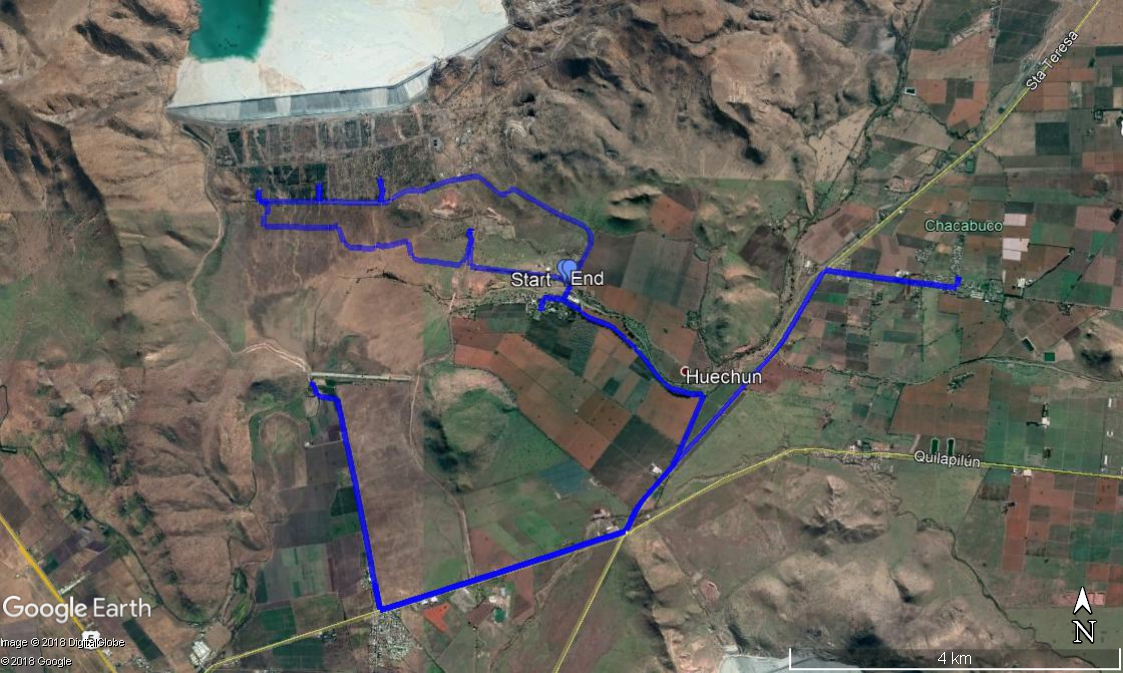 Sta Teresa
Chacabuco
Start
End
Huechun
Quilapilún
Google Earth
Image © 2018 DigitalGlobe
© 2018 Google
N
4 km